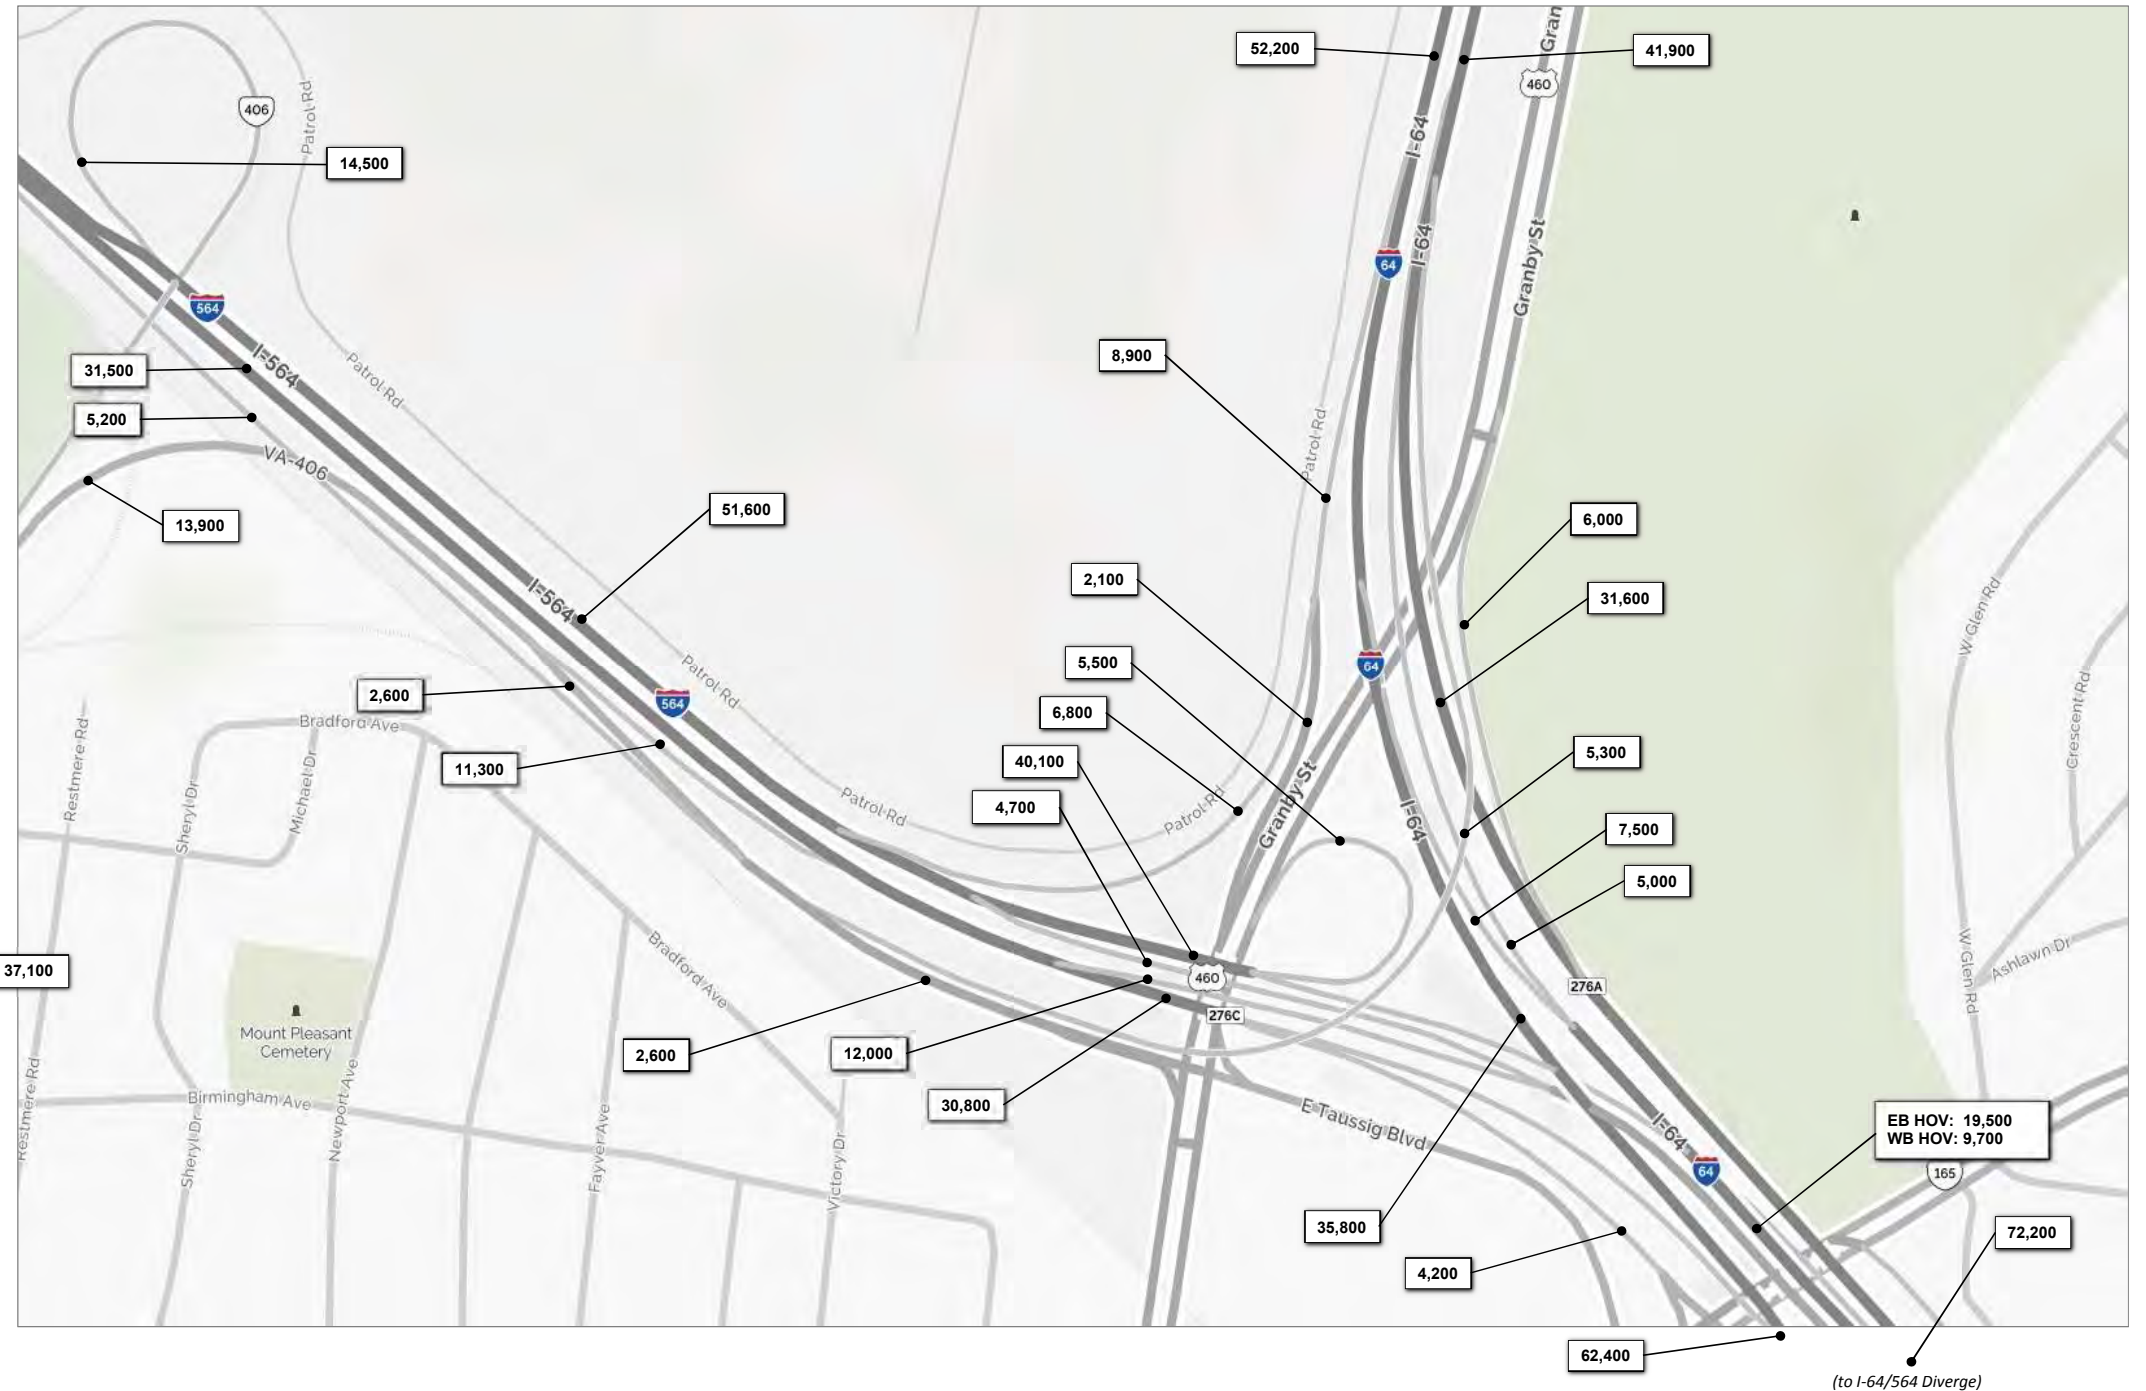 Gran
52,200
41,900
460
406
Patrol Rd
I-64
14,500
I-64
Granby St
64
564
8,900
I-564
31,500
Patrol Rd
5,200
Patrol Rd
VA-406
51,600
13,900
6,000
2,100
31,600
I-564
W Glen Rd
5,500
64
Patrol Rd
2,600
564
6,800
Crescent Rd
Bradford Ave
Restmere Rd
40,100
5,300
11,300
Michael Dr
Sheryl Dr
4,700
Patrol Rd
Patrol Rd
Granby St
I-64
7,500
5,000
37,100
Bradford Ave
W Glen Rd
Ashlawn Dr
460
276A
276C
Mount Pleasant
Cemetery
2,600
12,000
30,800
Restmere Rd
Birmingham Ave
Newport Ave
Sheryl Dr
Fayver Ave
Victory Dr
E Taussig Blvd
I-64
64
EB HOV: 19,500
WB HOV: 9,700
165
35,800
72,200
4,200
62,400
(to I-64/564 Diverge)